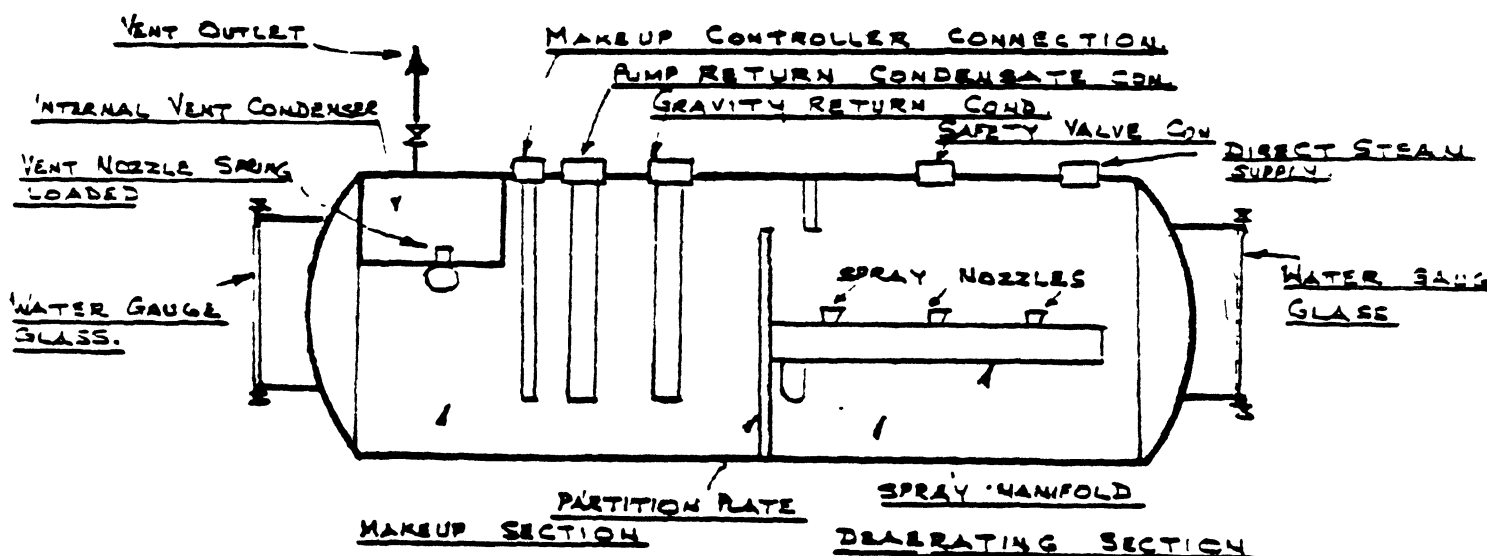 VENT OUTLET
MAKEUP CONTROLLER CONNECTION.
PUMP RETURN CONDENSATE CON.
INTERNAL VENT CONDENSER
GRAVITY RETURN COND.
SAFETY VALVE CON
VENT NOZZLE SPRING
LOADED
DIRECT STEAM
SUPPLY.
SPRAY NOZZLES
WATER GAUGE
GLASS.
WATER GAUG
GLASS
PARTITION PLATE
SPRAY MANIFOLD
MAKEUP SECTION
DEAERATING SECTION